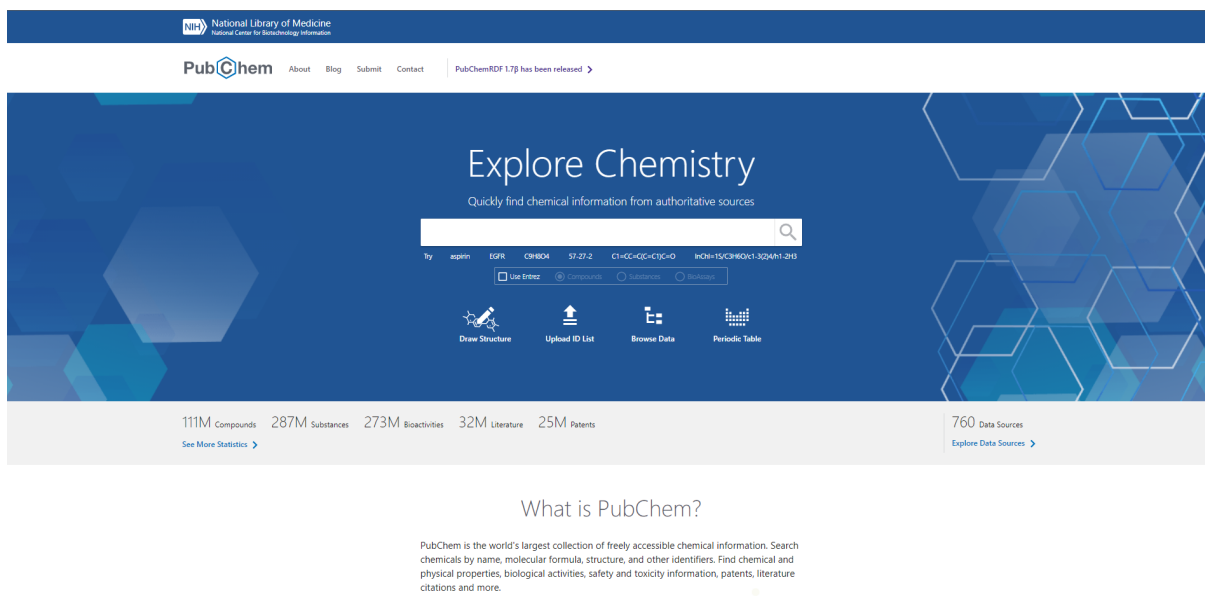 NIH National Library of Medicine
National Center for Biotechnology Information
PubChem About Blog Submit Contact PubChemRDF 1.7β has been released
Explore Chemistry
Quickly find chemical information from authoritative sources
Try aspirin EGFR C9H8O4 57-27-2 C1=CC=C(C=C1)C=O InChI=1S/C3H6O/c1-3(2)4/h1-2H3
Use Entrez Compounds Substances BioAssays
Draw Structure Upload ID List Browse Data Periodic Table
111M Compounds 287M Substances 273M Bioactivities 32M Literature 25M Patents 760 Data Sources
See More Statistics Explore Data Sources
What is PubChem?
PubChem is the world's largest collection of freely accessible chemical information. Search
chemicals by name, molecular formula, structure, and other identifiers. Find chemical and
physical properties, biological activities, safety and toxicity information, patents, literature
citations and more.